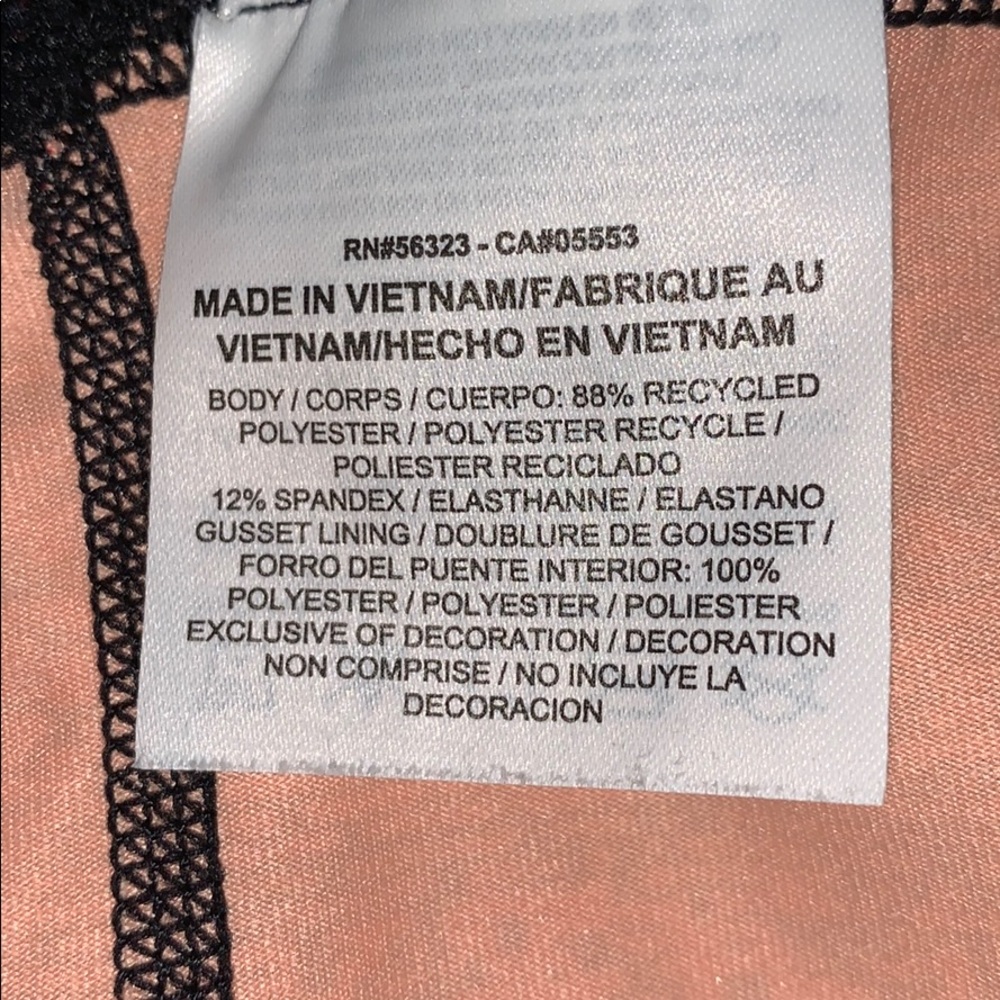 RN#56323 - CA#05553
MADE IN VIETNAM/FABRIQUE AU
VIETNAM/HECHO EN VIETNAM
BODY / CORPS / CUERPO: 88% RECYCLED
POLYESTER / POLYESTER RECYCLE /
POLIESTER RECICLADO
12% SPANDEX / ELASTHANNE / ELASTANO
GUSSET LINING / DOUBLURE DE GOUSSET /
FORRO DEL PUENTE INTERIOR: 100%
POLYESTER / POLYESTER / POLIESTER
EXCLUSIVE OF DECORATION / DECORATION
NON COMPRISE / NO INCLUYE LA
DECORACION